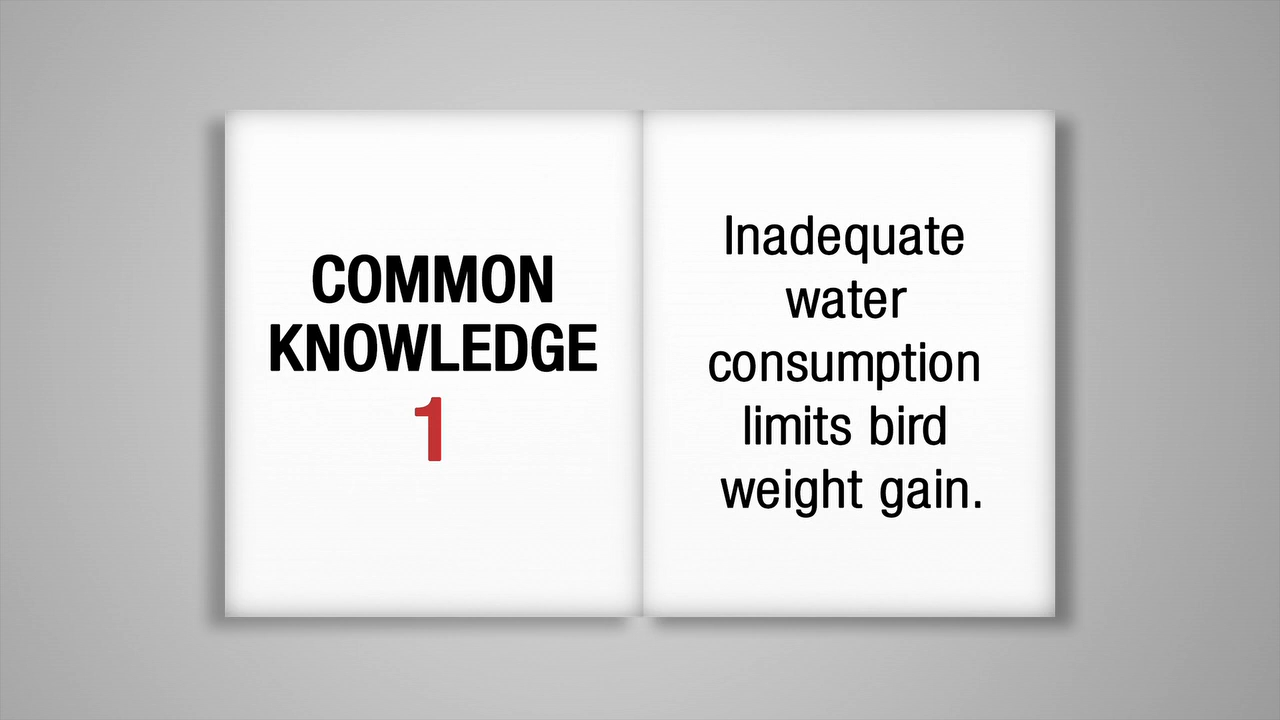 COMMON
KNOWLEDGE
1
Inadequate
water
consumption
limits bird
weight gain.